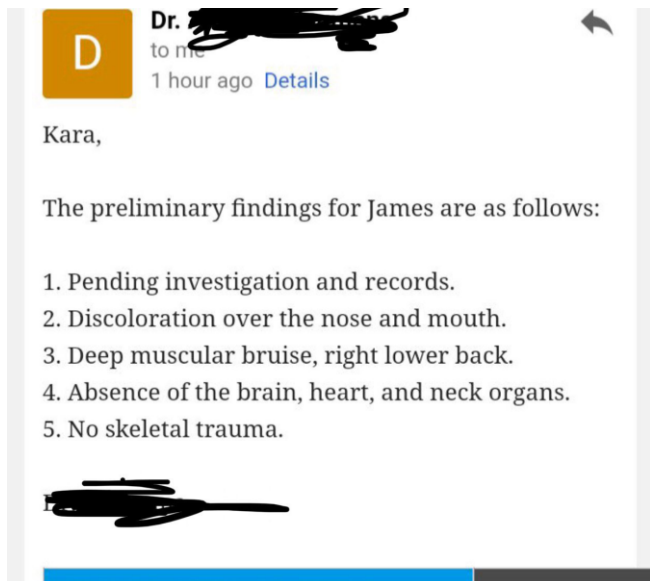 D
Dr.
to me
1 hour ago Details
Kara,
The preliminary findings for James are as follows:
1. Pending investigation and records.
2. Discoloration over the nose and mouth.
3. Deep muscular bruise, right lower back.
4. Absence of the brain, heart, and neck organs.
5. No skeletal trauma.